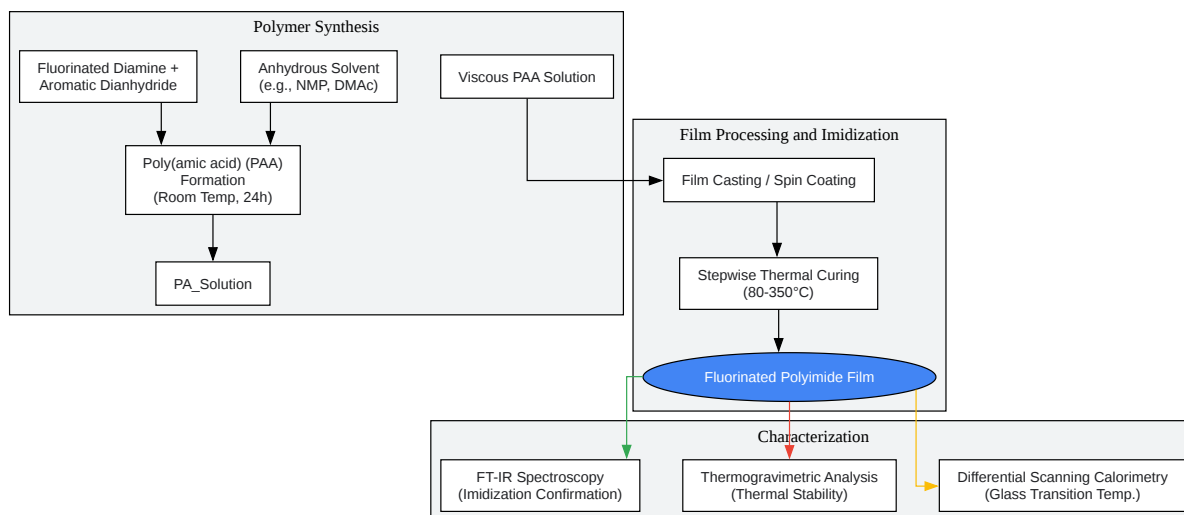 Polymer Synthesis
Fluorinated Diamine +
Aromatic Dianhydride
Anhydrous Solvent
(e.g., NMP, DMAc)
Viscous PAA Solution
Poly(amic acid) (PAA)
Formation
(Room Temp, 24h)
PA_Solution
Film Processing and Imidization
Film Casting / Spin Coating
Stepwise Thermal Curing
(80-350°C)
Fluorinated Polyimide Film
Characterization
FT-IR Spectroscopy
(Imidization Confirmation)
Thermogravimetric Analysis
(Thermal Stability)
Differential Scanning Calorimetry
(Glass Transition Temp.)